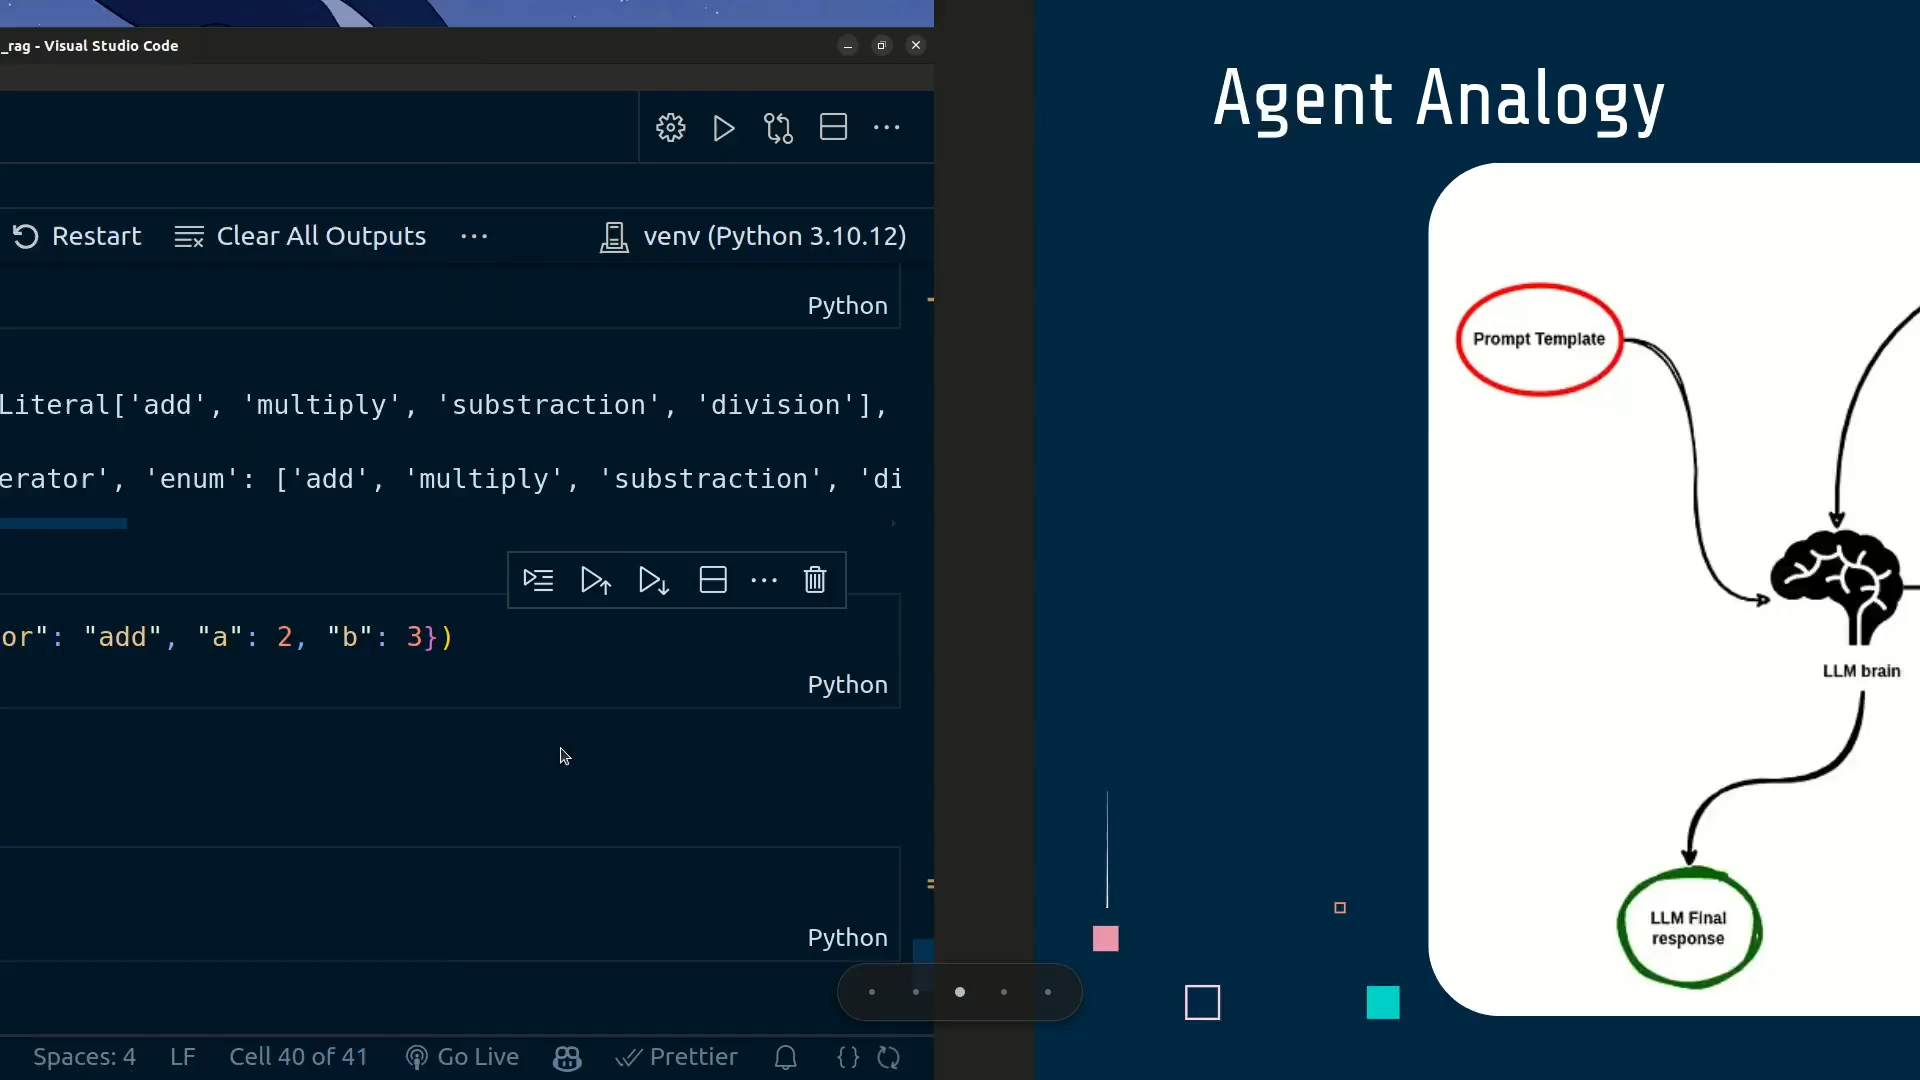 _rag - Visual Studio Code
Restart
Clear All Outputs
venv (Python 3.10.12)
Python
Literal['add', 'multiply', 'substraction', 'division'],
erator', 'enum': ['add', 'multiply', 'substraction', 'di
or": "add", "a": 2, "b": 3})
Python
Python
Spaces: 4
LF
Cell 40 of 41
Go Live
Prettier
{}
Agent Analogy
Prompt Template
LLM brain
LLM Final
response